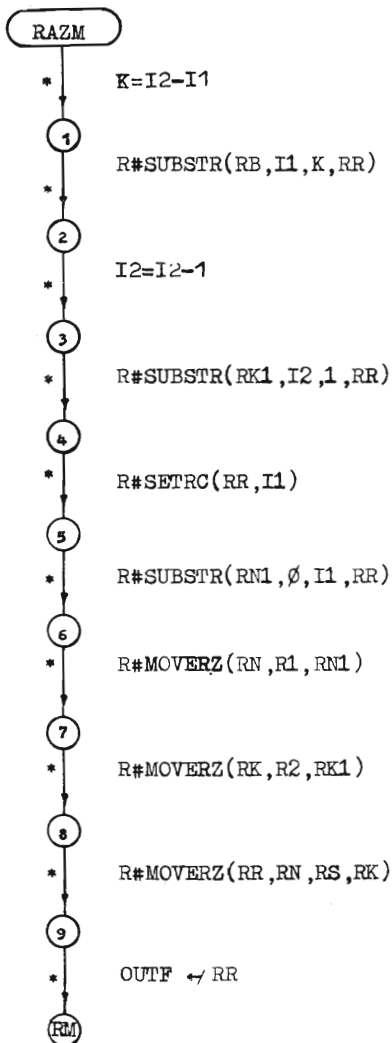 RAZM
* K=I2-I1
1
R#SUBSTR(RB,I1,K,RR)
*
2
* I2=I2-1
3
* R#SUBSTR(RK1,I2,1,RR)
4
* R#SETRC(RR,I1)
5
* R#SUBSTR(RN1,Ø,I1,RR)
6
* R#MOVERZ(RN,R1,RN1)
7
* R#MOVERZ(RK,R2,RK1)
8
* R#MOVERZ(RR,RN,RS,RK)
9
* OUTF ↩ RR
RM